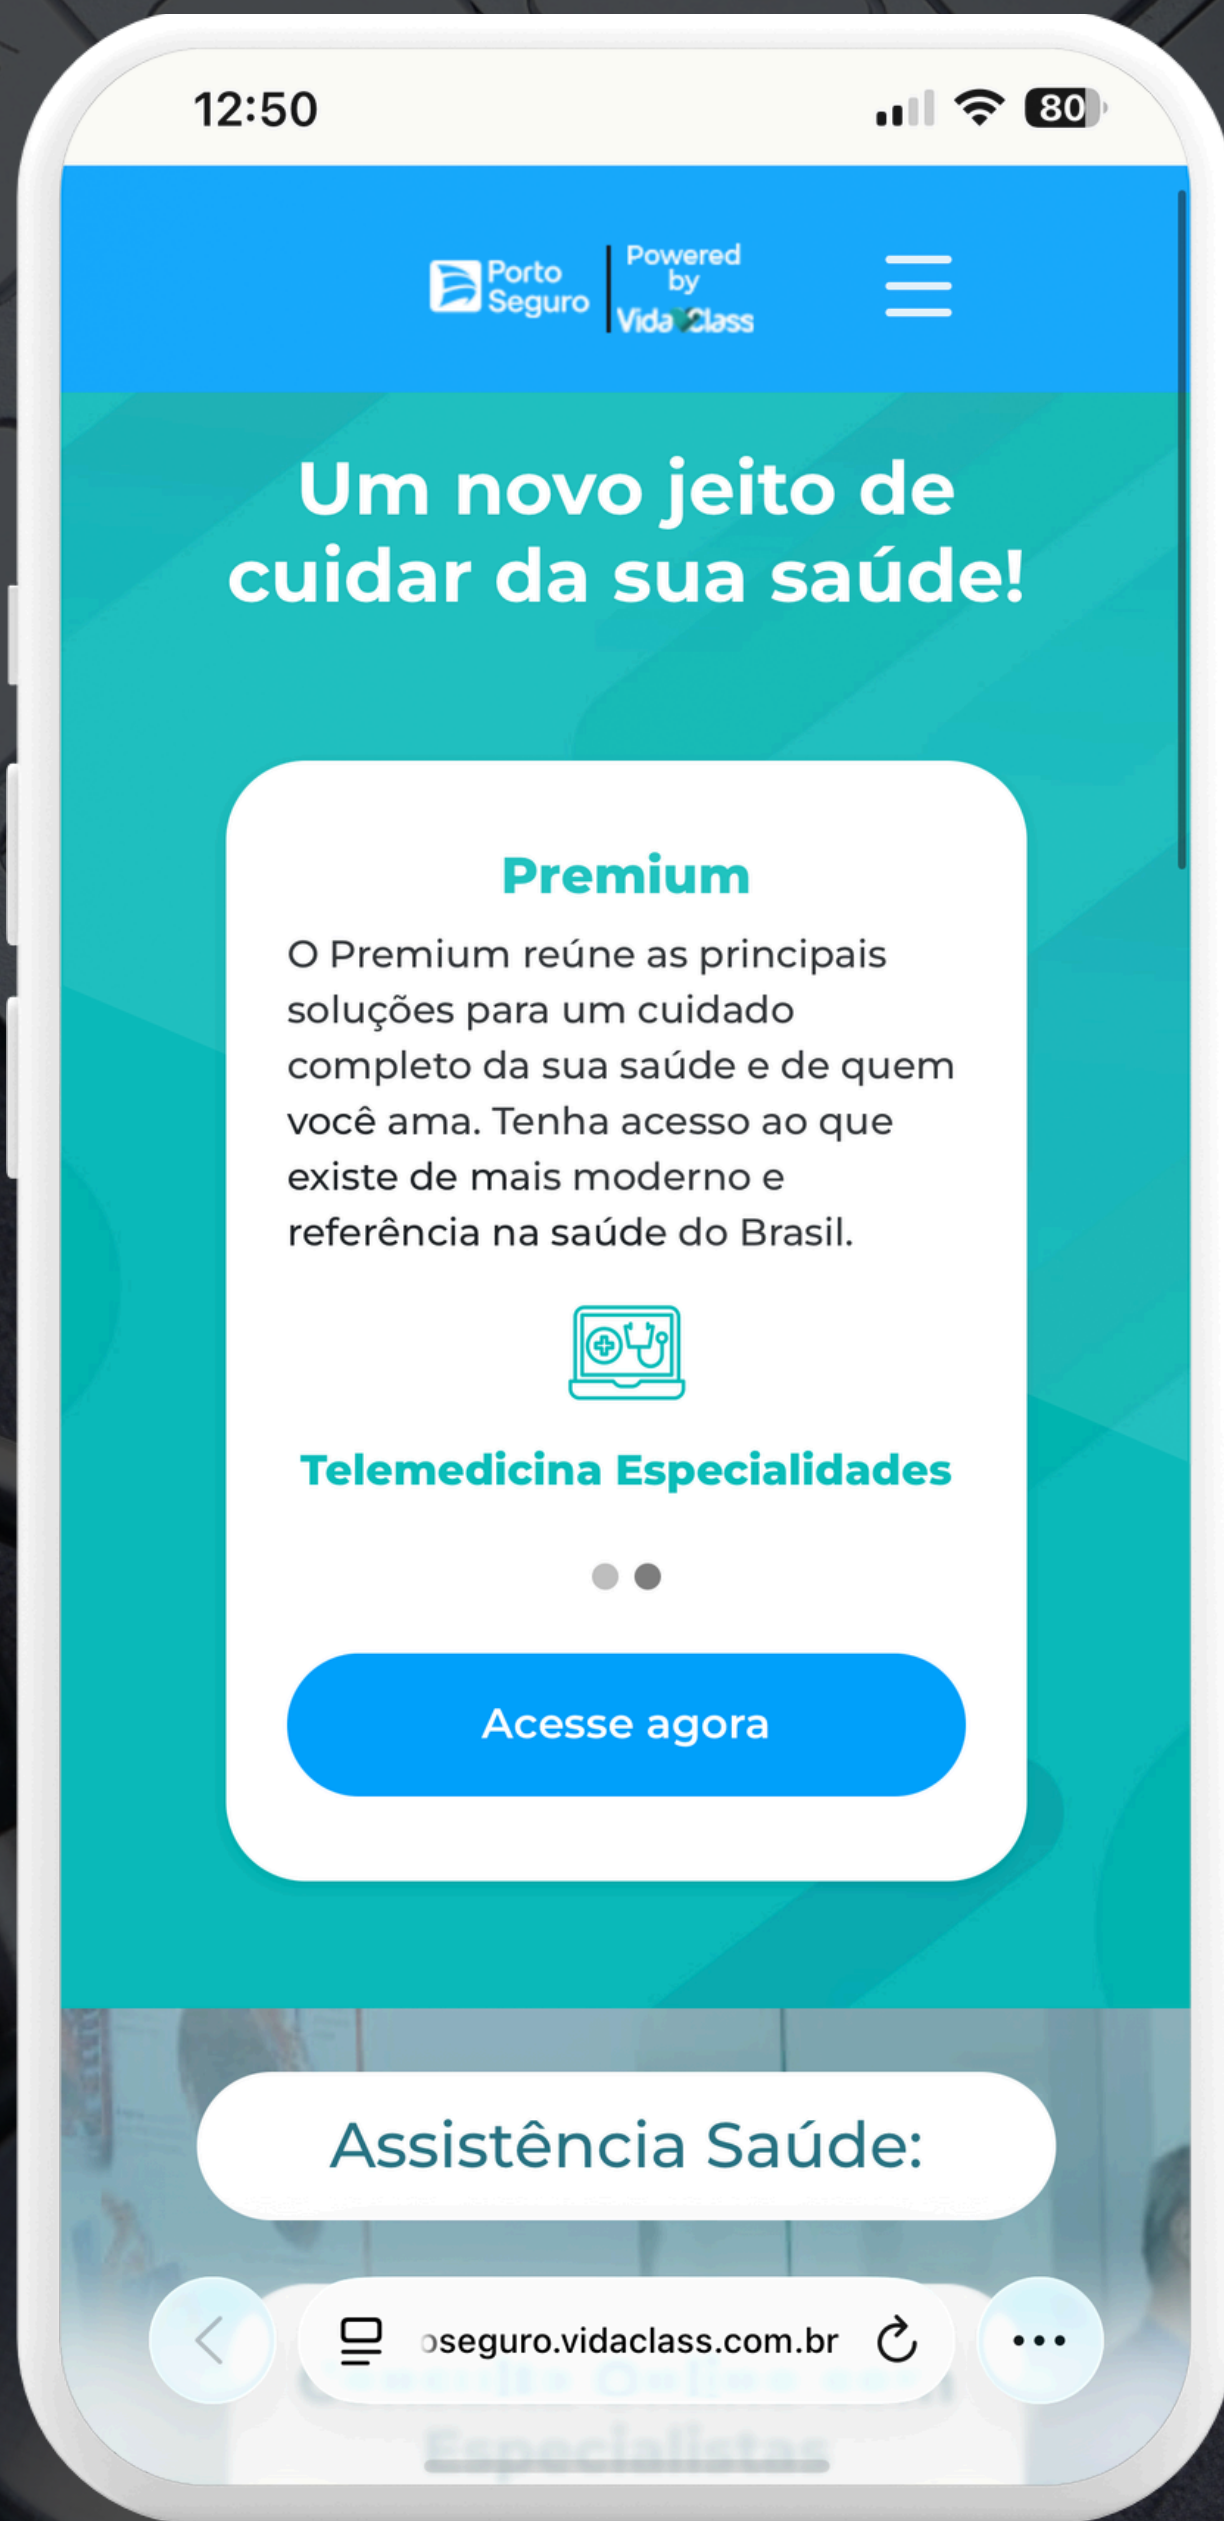 12:50
80
Porto
Seguro
Powered
by
VidaClass
Um novo jeito de
cuidar da sua saúde!
Premium
O Premium reúne as principais
soluções para um cuidado
completo da sua saúde e de quem
você ama. Tenha acesso ao que
existe de mais moderno e
referência na saúde do Brasil.
Telemedicina Especialidades
Acesse agora
Assistência Saúde:
oseguro.vidaclass.com.br
Especialistas